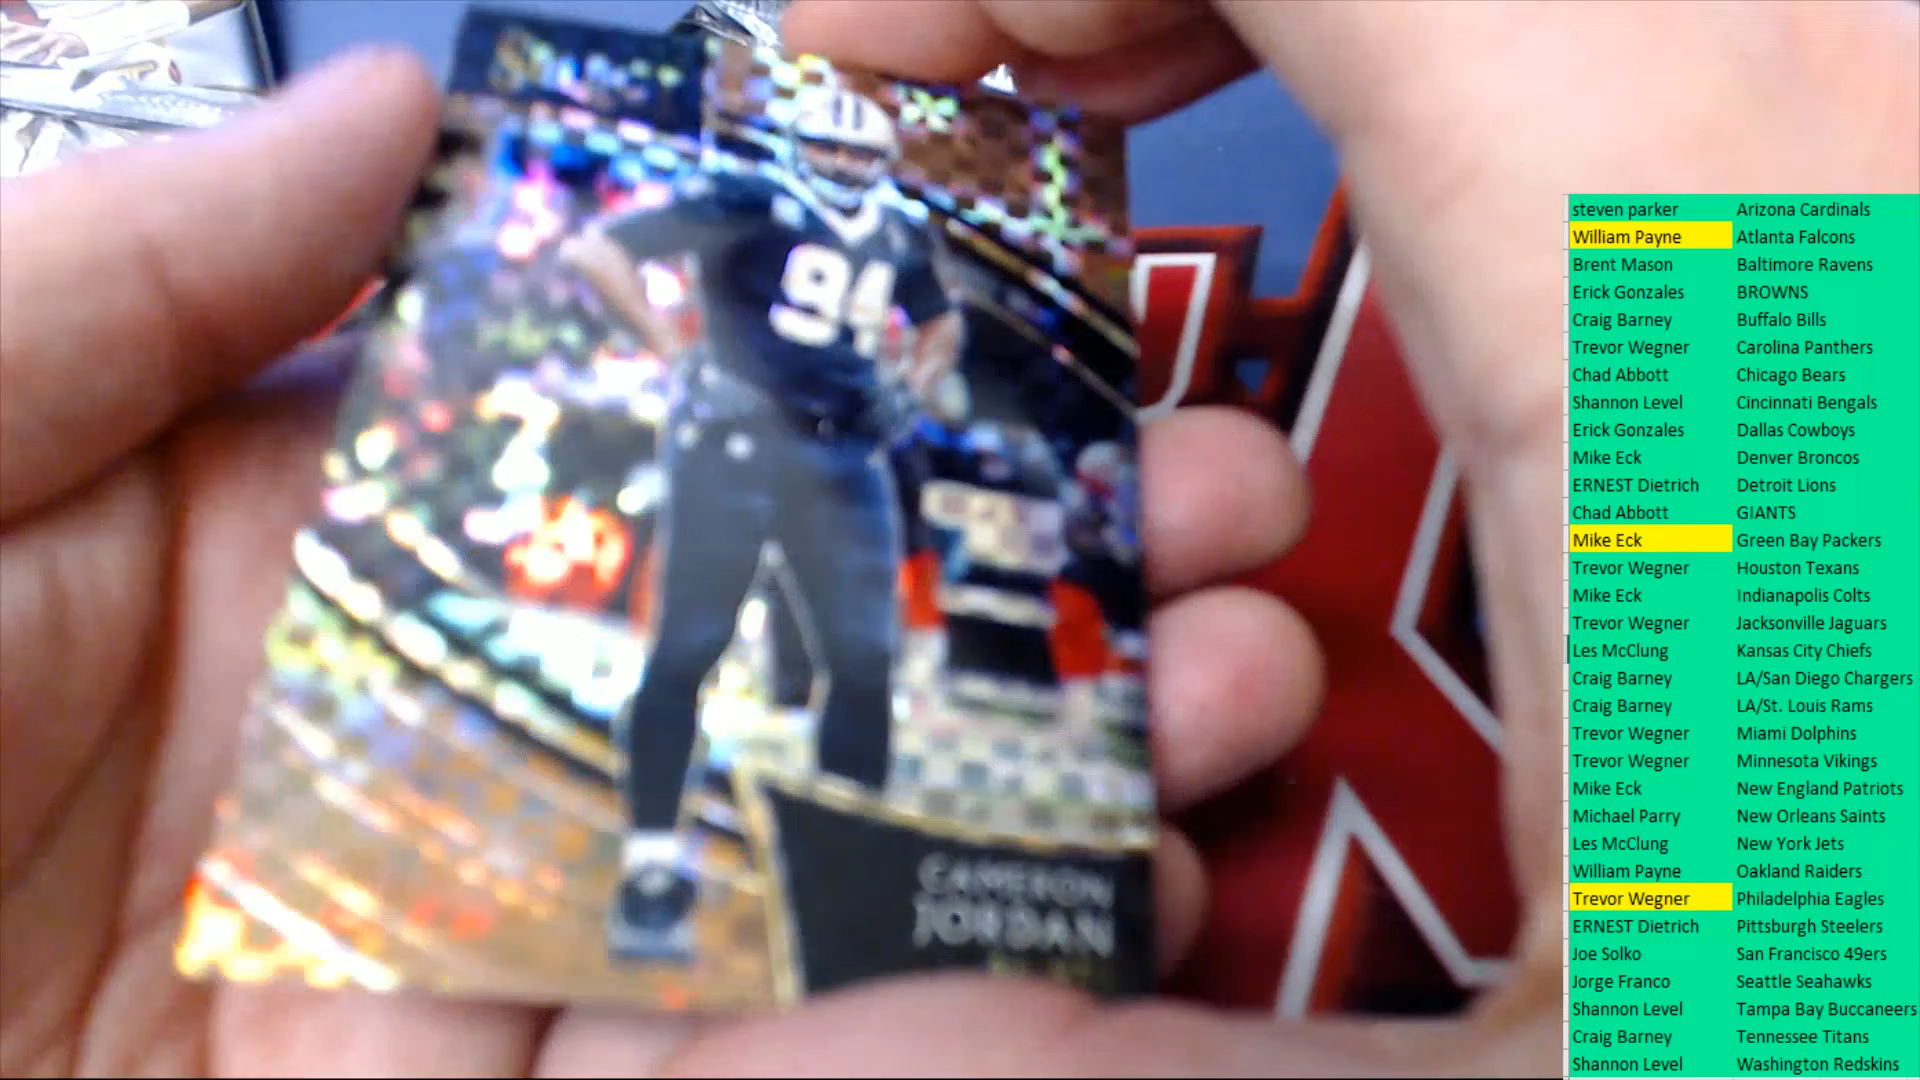 94
CAMERON
JORDAN
steven parker Arizona Cardinals
William Payne Atlanta Falcons
Brent Mason Baltimore Ravens
Erick Gonzales BROWNS
Craig Barney Buffalo Bills
Trevor Wegner Carolina Panthers
Chad Abbott Chicago Bears
Shannon Level Cincinnati Bengals
Erick Gonzales Dallas Cowboys
Mike Eck Denver Broncos
ERNEST Dietrich Detroit Lions
Chad Abbott GIANTS
Mike Eck Green Bay Packers
Trevor Wegner Houston Texans
Mike Eck Indianapolis Colts
Trevor Wegner Jacksonville Jaguars
Les McClung Kansas City Chiefs
Craig Barney LA/San Diego Chargers
Craig Barney LA/St. Louis Rams
Trevor Wegner Miami Dolphins
Trevor Wegner Minnesota Vikings
Mike Eck New England Patriots
Michael Parry New Orleans Saints
Les McClung New York Jets
William Payne Oakland Raiders
Trevor Wegner Philadelphia Eagles
ERNEST Dietrich Pittsburgh Steelers
Joe Solko San Francisco 49ers
Jorge Franco Seattle Seahawks
Shannon Level Tampa Bay Buccaneers
Craig Barney Tennessee Titans
Shannon Level Washington Redskins